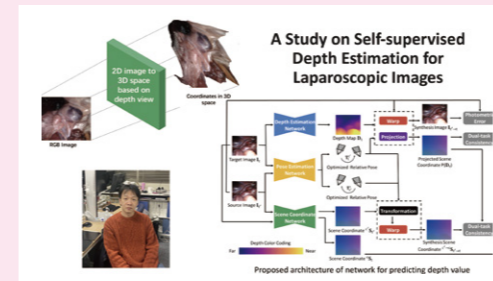 A Study on Self-supervised
Depth Estimation for
Laparoscopic Images
2D image to
3D space
based on
depth view
Coordinates in 3D
space
RGB Image
Depth Estimation
Network
Depth Map
Warp
Projection
Synthesis Image
Photometric
Error
Dual-task
Consistency
Projected Scene
Coordinate
Target Image
Pose Estimation
Network
Optimized Relative Pose
Optimized Relative Pose
Source Image
Scene Coordinate
Network
Scene Coordinate
Scene Coordinate
Transformation
Warp
Synthesis Scene
Coordinate
Dual-task
Consistency
Depth Color Coding
Far
Near
Proposed architecture of network for predicting depth value